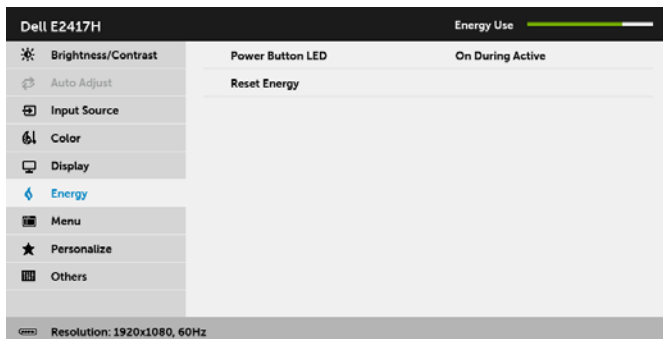 Dell E2417H
Energy Use
Brightness/Contrast
Power Button LED
On During Active
Auto Adjust
Reset Energy
Input Source
Color
Display
Energy
Menu
Personalize
Others
Resolution: 1920x1080, 60Hz